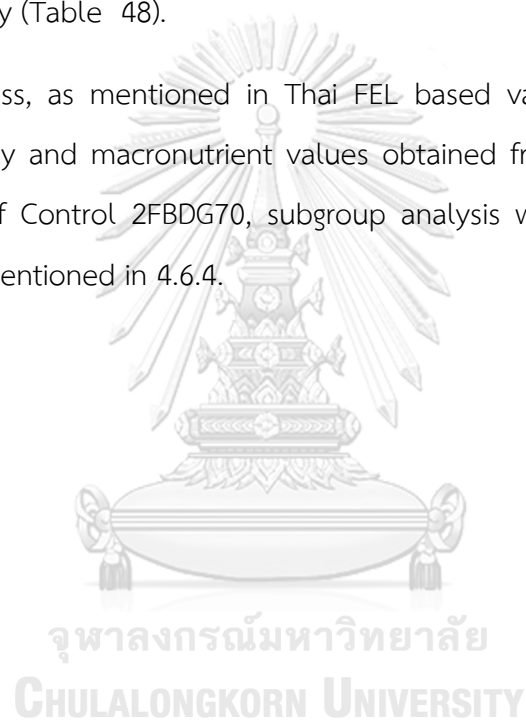 y (Table 48).
ss, as mentioned in Thai FEL based va
y and macronutrient values obtained fr
f Control 2FBDG70, subgroup analysis w
entioned in 4.6.4.
จุฬาลงกรณ์มหาวิทยาลัย
CHULALONGKORN UNIVERSITY